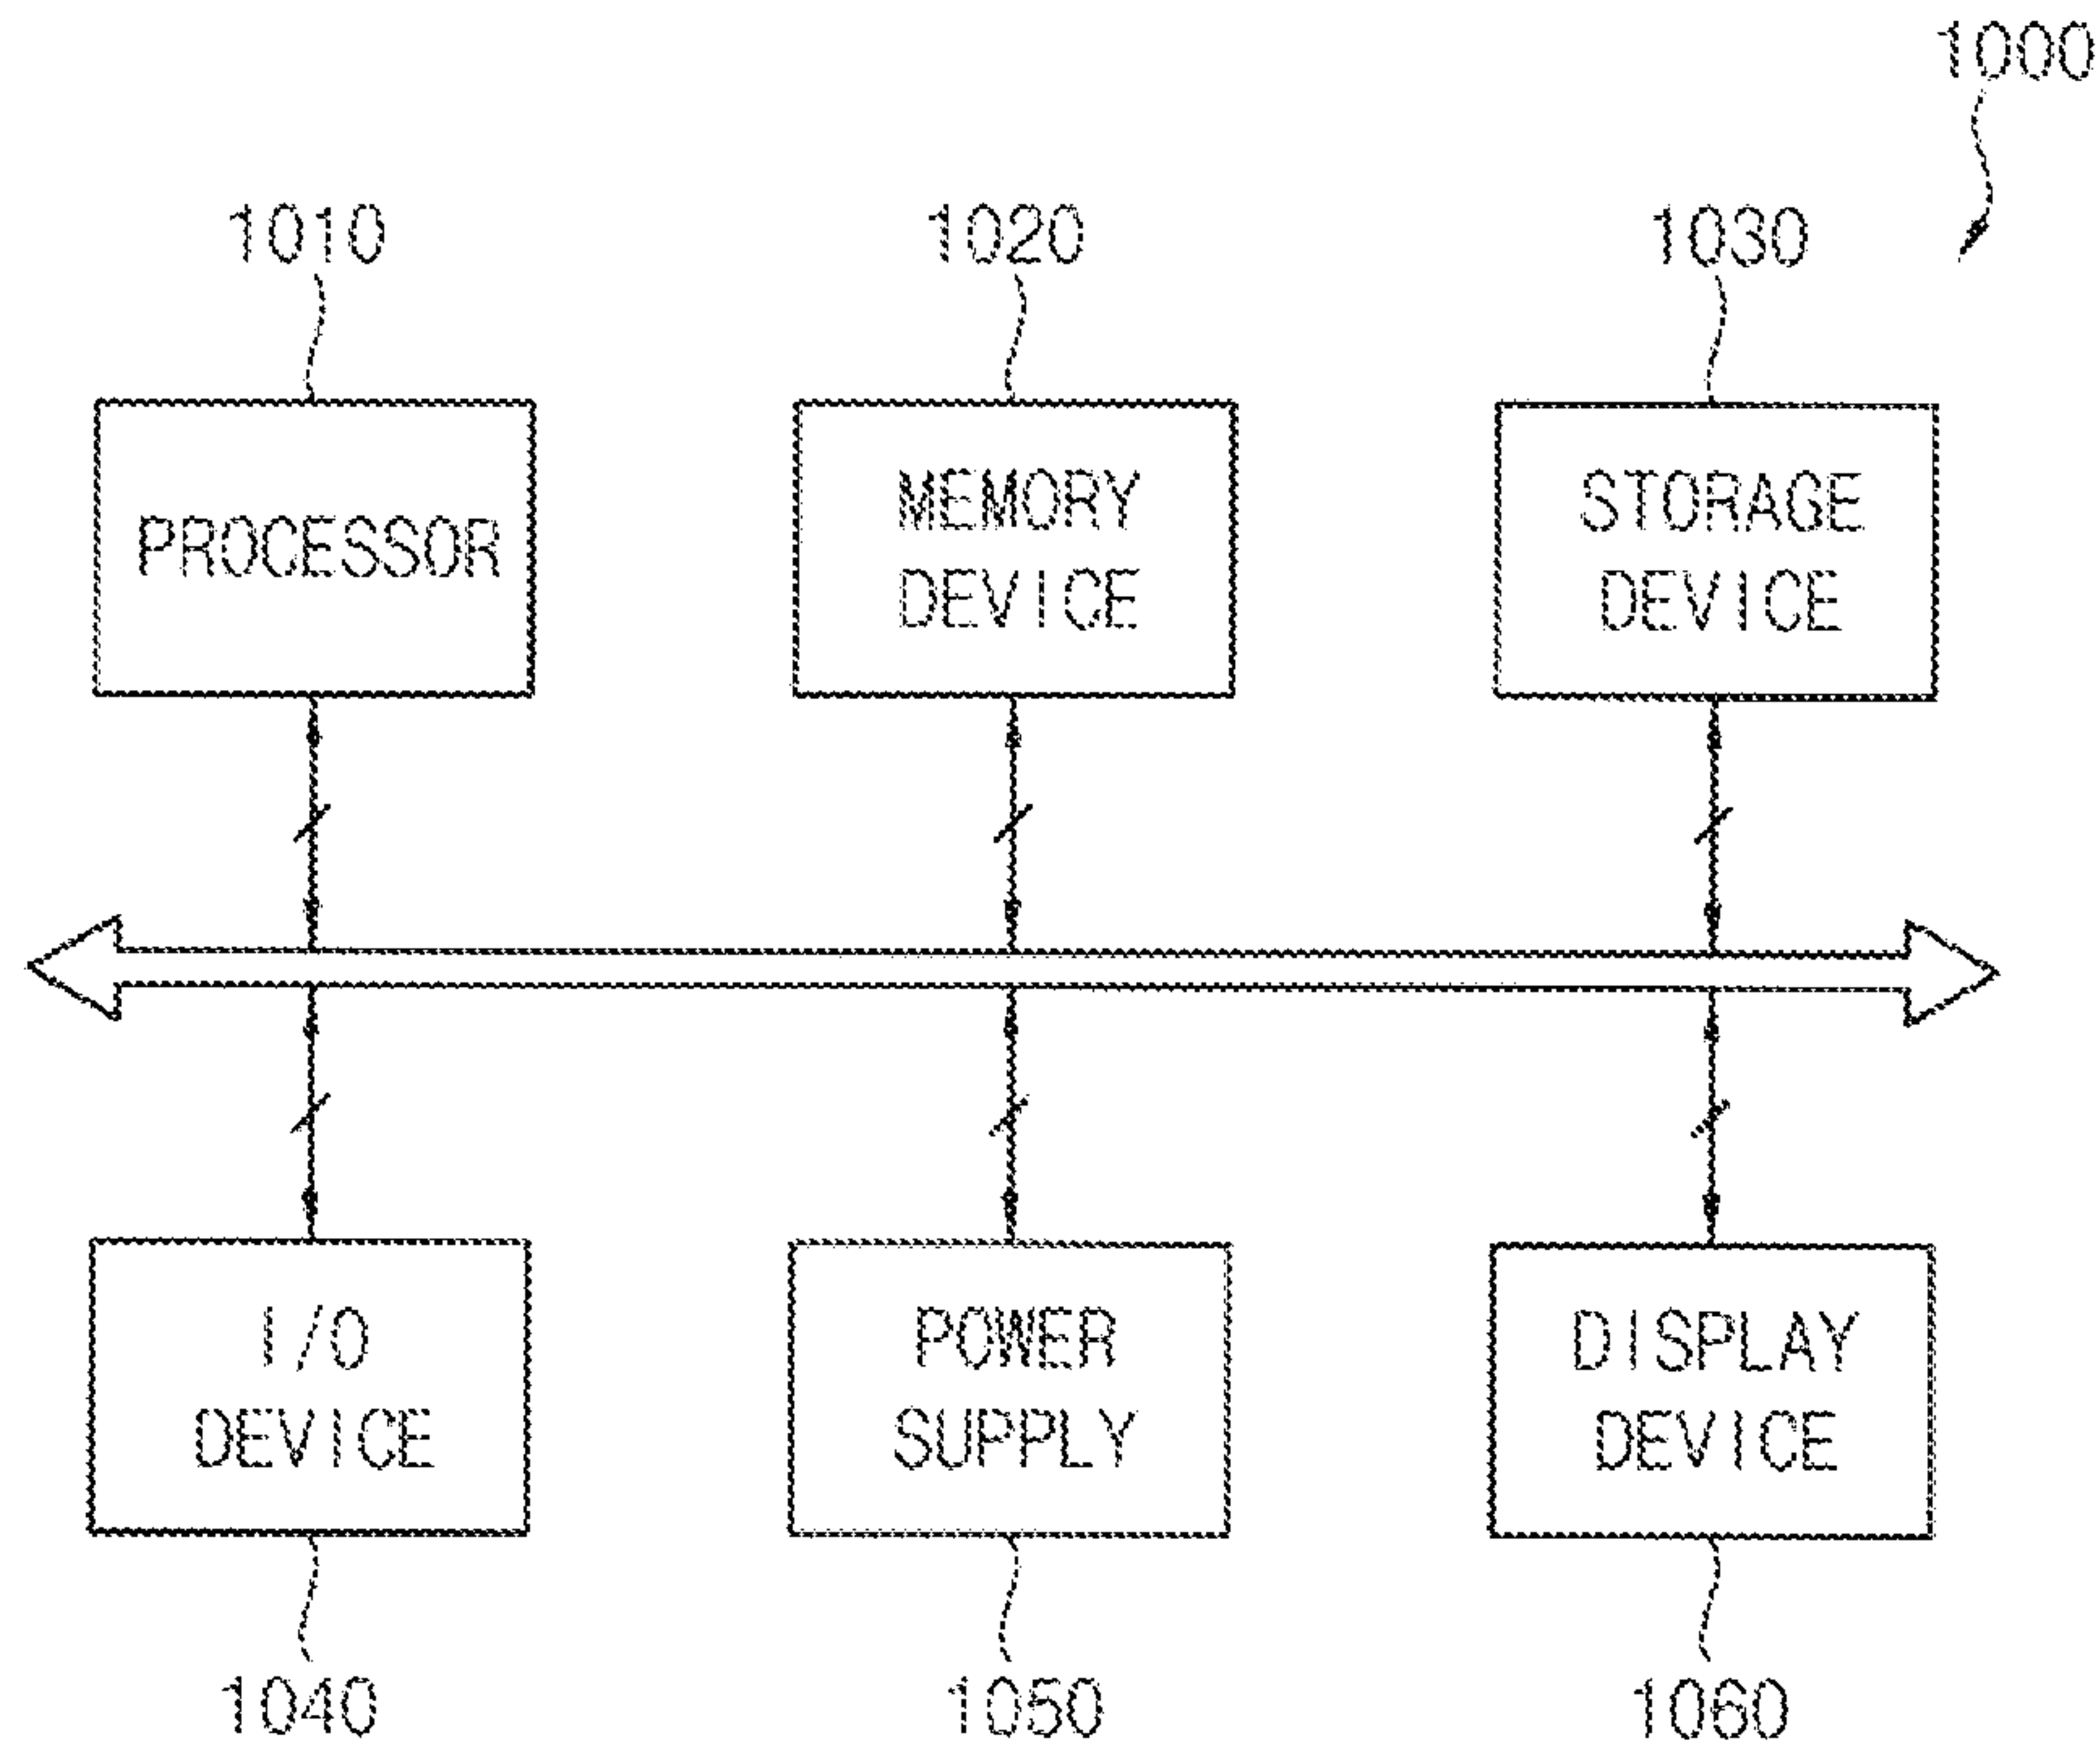 1000
1010
1020
1030
PROCESSOR
MEMORY
DEVICE
STORAGE
DEVICE
I/O
DEVICE
POWER
SUPPLY
DISPLAY
DEVICE
1040
1050
1060